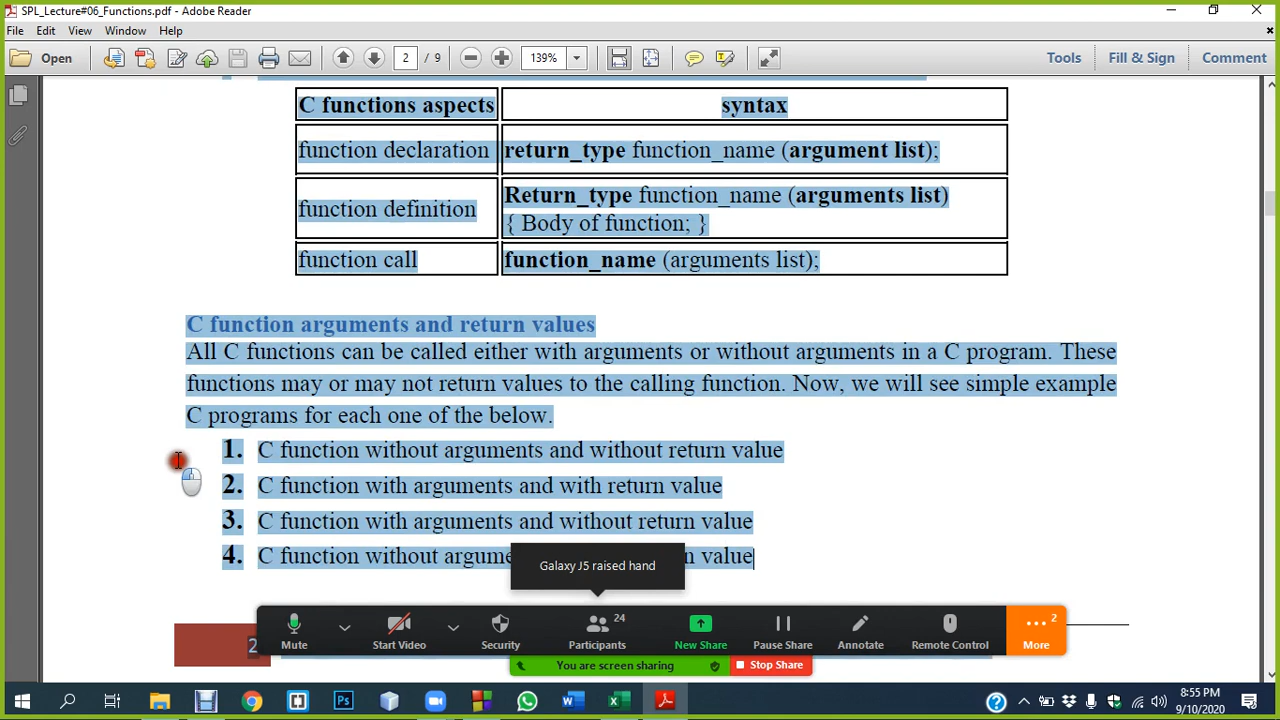 SPL_Lecture#06_Functions.pdf - Adobe Reader
File Edit View Window Help
Open 2 / 9 139% Tools Fill & Sign Comment
C functions aspects syntax
function declaration return_type function_name (argument list);
function definition Return_type function_name (arguments list)
{ Body of function; }
function call function_name (arguments list);
C function arguments and return values
All C functions can be called either with arguments or without arguments in a C program. These
functions may or may not return values to the calling function. Now, we will see simple example
C programs for each one of the below.
1. C function without arguments and without return value
2. C function with arguments and with return value
3. C function with arguments and without return value
4. C function without argume n value
Galaxy J5 raised hand
24 2
Mute Start Video Security Participants New Share Pause Share Annotate Remote Control More
2
You are screen sharing Stop Share
8:55 PM
9/10/2020